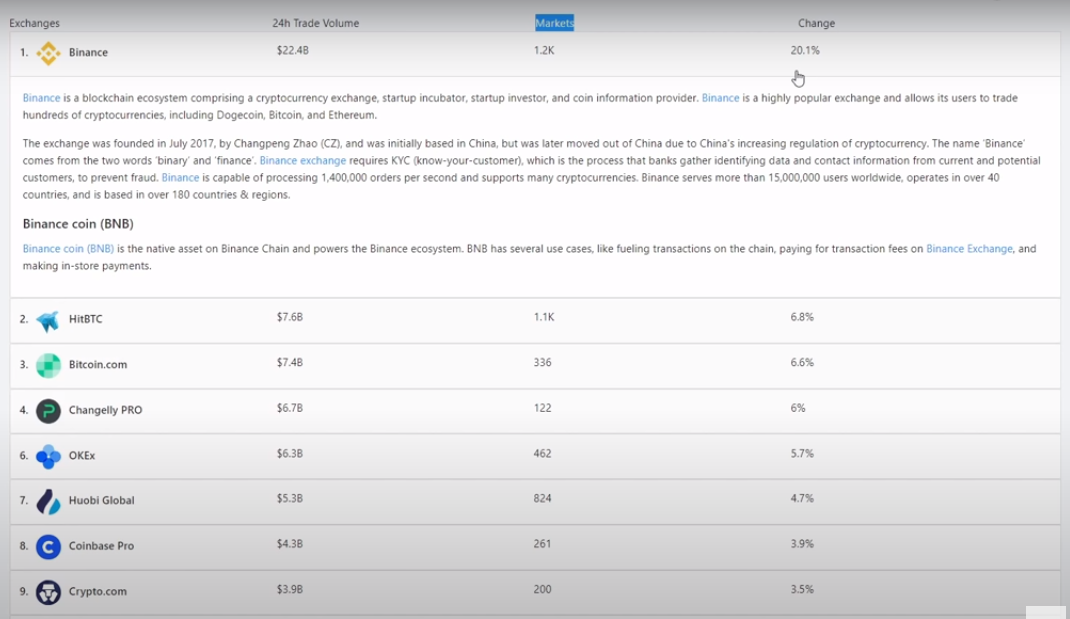 Exchanges 24h Trade Volume Markets Change
1. Binance $22.4B 1.2K 20.1%
Binance is a blockchain ecosystem comprising a cryptocurrency exchange, startup incubator, startup investor, and coin information provider. Binance is a highly popular exchange and allows its users to trade
hundreds of cryptocurrencies, including Dogecoin, Bitcoin, and Ethereum.
The exchange was founded in July 2017, by Changpeng Zhao (CZ), and was initially based in China, but was later moved out of China due to China's increasing regulation of cryptocurrency. The name 'Binance'
comes from the two words 'binary' and 'finance'. Binance exchange requires KYC (know-your-customer), which is the process that banks gather identifying data and contact information from current and potential
customers, to prevent fraud. Binance is capable of processing 1,400,000 orders per second and supports many cryptocurrencies. Binance serves more than 15,000,000 users worldwide, operates in over 40
countries, and is based in over 180 countries & regions.
Binance coin (BNB)
Binance coin (BNB) is the native asset on Binance Chain and powers the Binance ecosystem. BNB has several use cases, like fueling transactions on the chain, paying for transaction fees on Binance Exchange, and
making in-store payments.
2. HitBTC $7.6B 1.1K 6.8%
3. Bitcoin.com $7.4B 336 6.6%
4. Changelly PRO $6.7B 122 6%
6. OKEx $6.3B 462 5.7%
7. Huobi Global $5.3B 824 4.7%
8. Coinbase Pro $4.3B 261 3.9%
9. Crypto.com $3.9B 200 3.5%